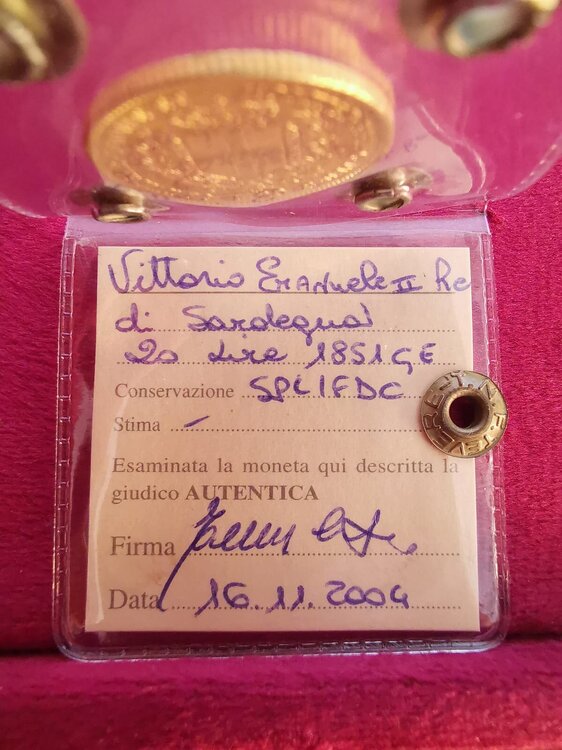 Vittorio Emanuele II Re
di Sardegna
20 Lire 1851 GE
Conservazione SPL/FDC
Stima –
Esaminata la moneta qui descritta la
giudico AUTENTICA
Firma
Data 16.11.2004